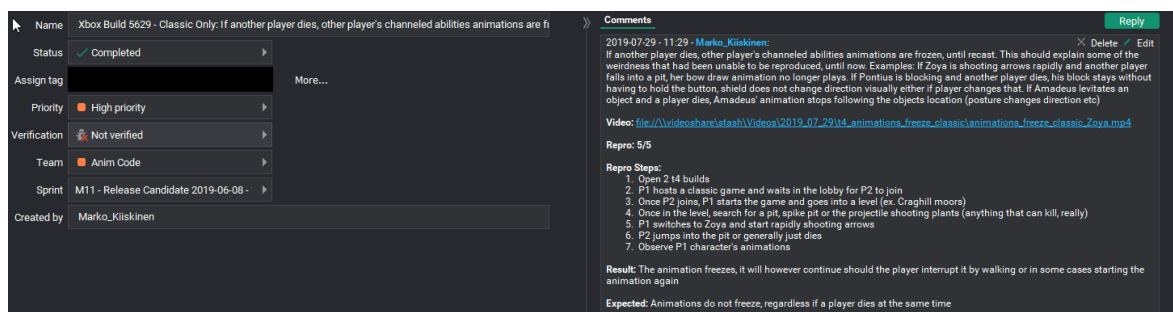 Name Xbox Build 5629 - Classic Only: If another player dies, other player's channeled abilities animations are fr
Status Completed
Assign tag More...
Priority High priority
Verification Not verified
Team Anim Code
Sprint M11 - Release Candidate 2019-06-08 -
Created by Marko_Kiiskinen
Comments Reply
2019-07-29 - 11:29 - Marko_Kiiskinen: Delete Edit
If another player dies, other player's channeled abilities animations are frozen, until recast. This should explain some of the
weirdness that had been unable to be reproduced, until now. Examples: If Zoya is shooting arrows rapidly and another player
falls into a pit, her bow draw animation no longer plays. If Pontius is blocking and another player dies, his block stays without
having to hold the button, shield does not change direction visually either if player changes that. If Amadeus levitates an
object and a player dies, Amadeus' animation stops following the objects location (posture changes direction etc)
Video: file://\\videoshare\stash\Videos\2019_07_29\t4_animations_freeze_classic\animations_freeze_classic_Zoya.mp4
Repro: 5/5
Repro Steps:
1. Open 2 t4 builds
2. P1 hosts a classic game and waits in the lobby for P2 to join
3. Once P2 joins, P1 starts the game and goes into a level (ex. Craghill moors)
4. Once in the level, search for a pit, spike pit or the projectile shooting plants (anything that can kill, really)
5. P1 switches to Zoya and start rapidly shooting arrows
6. P2 jumps into the pit or generally just dies
7. Observe P1 character's animations
Result: The animation freezes, it will however continue should the player interrupt it by walking or in some cases starting the
animation again
Expected: Animations do not freeze, regardless if a player dies at the same time